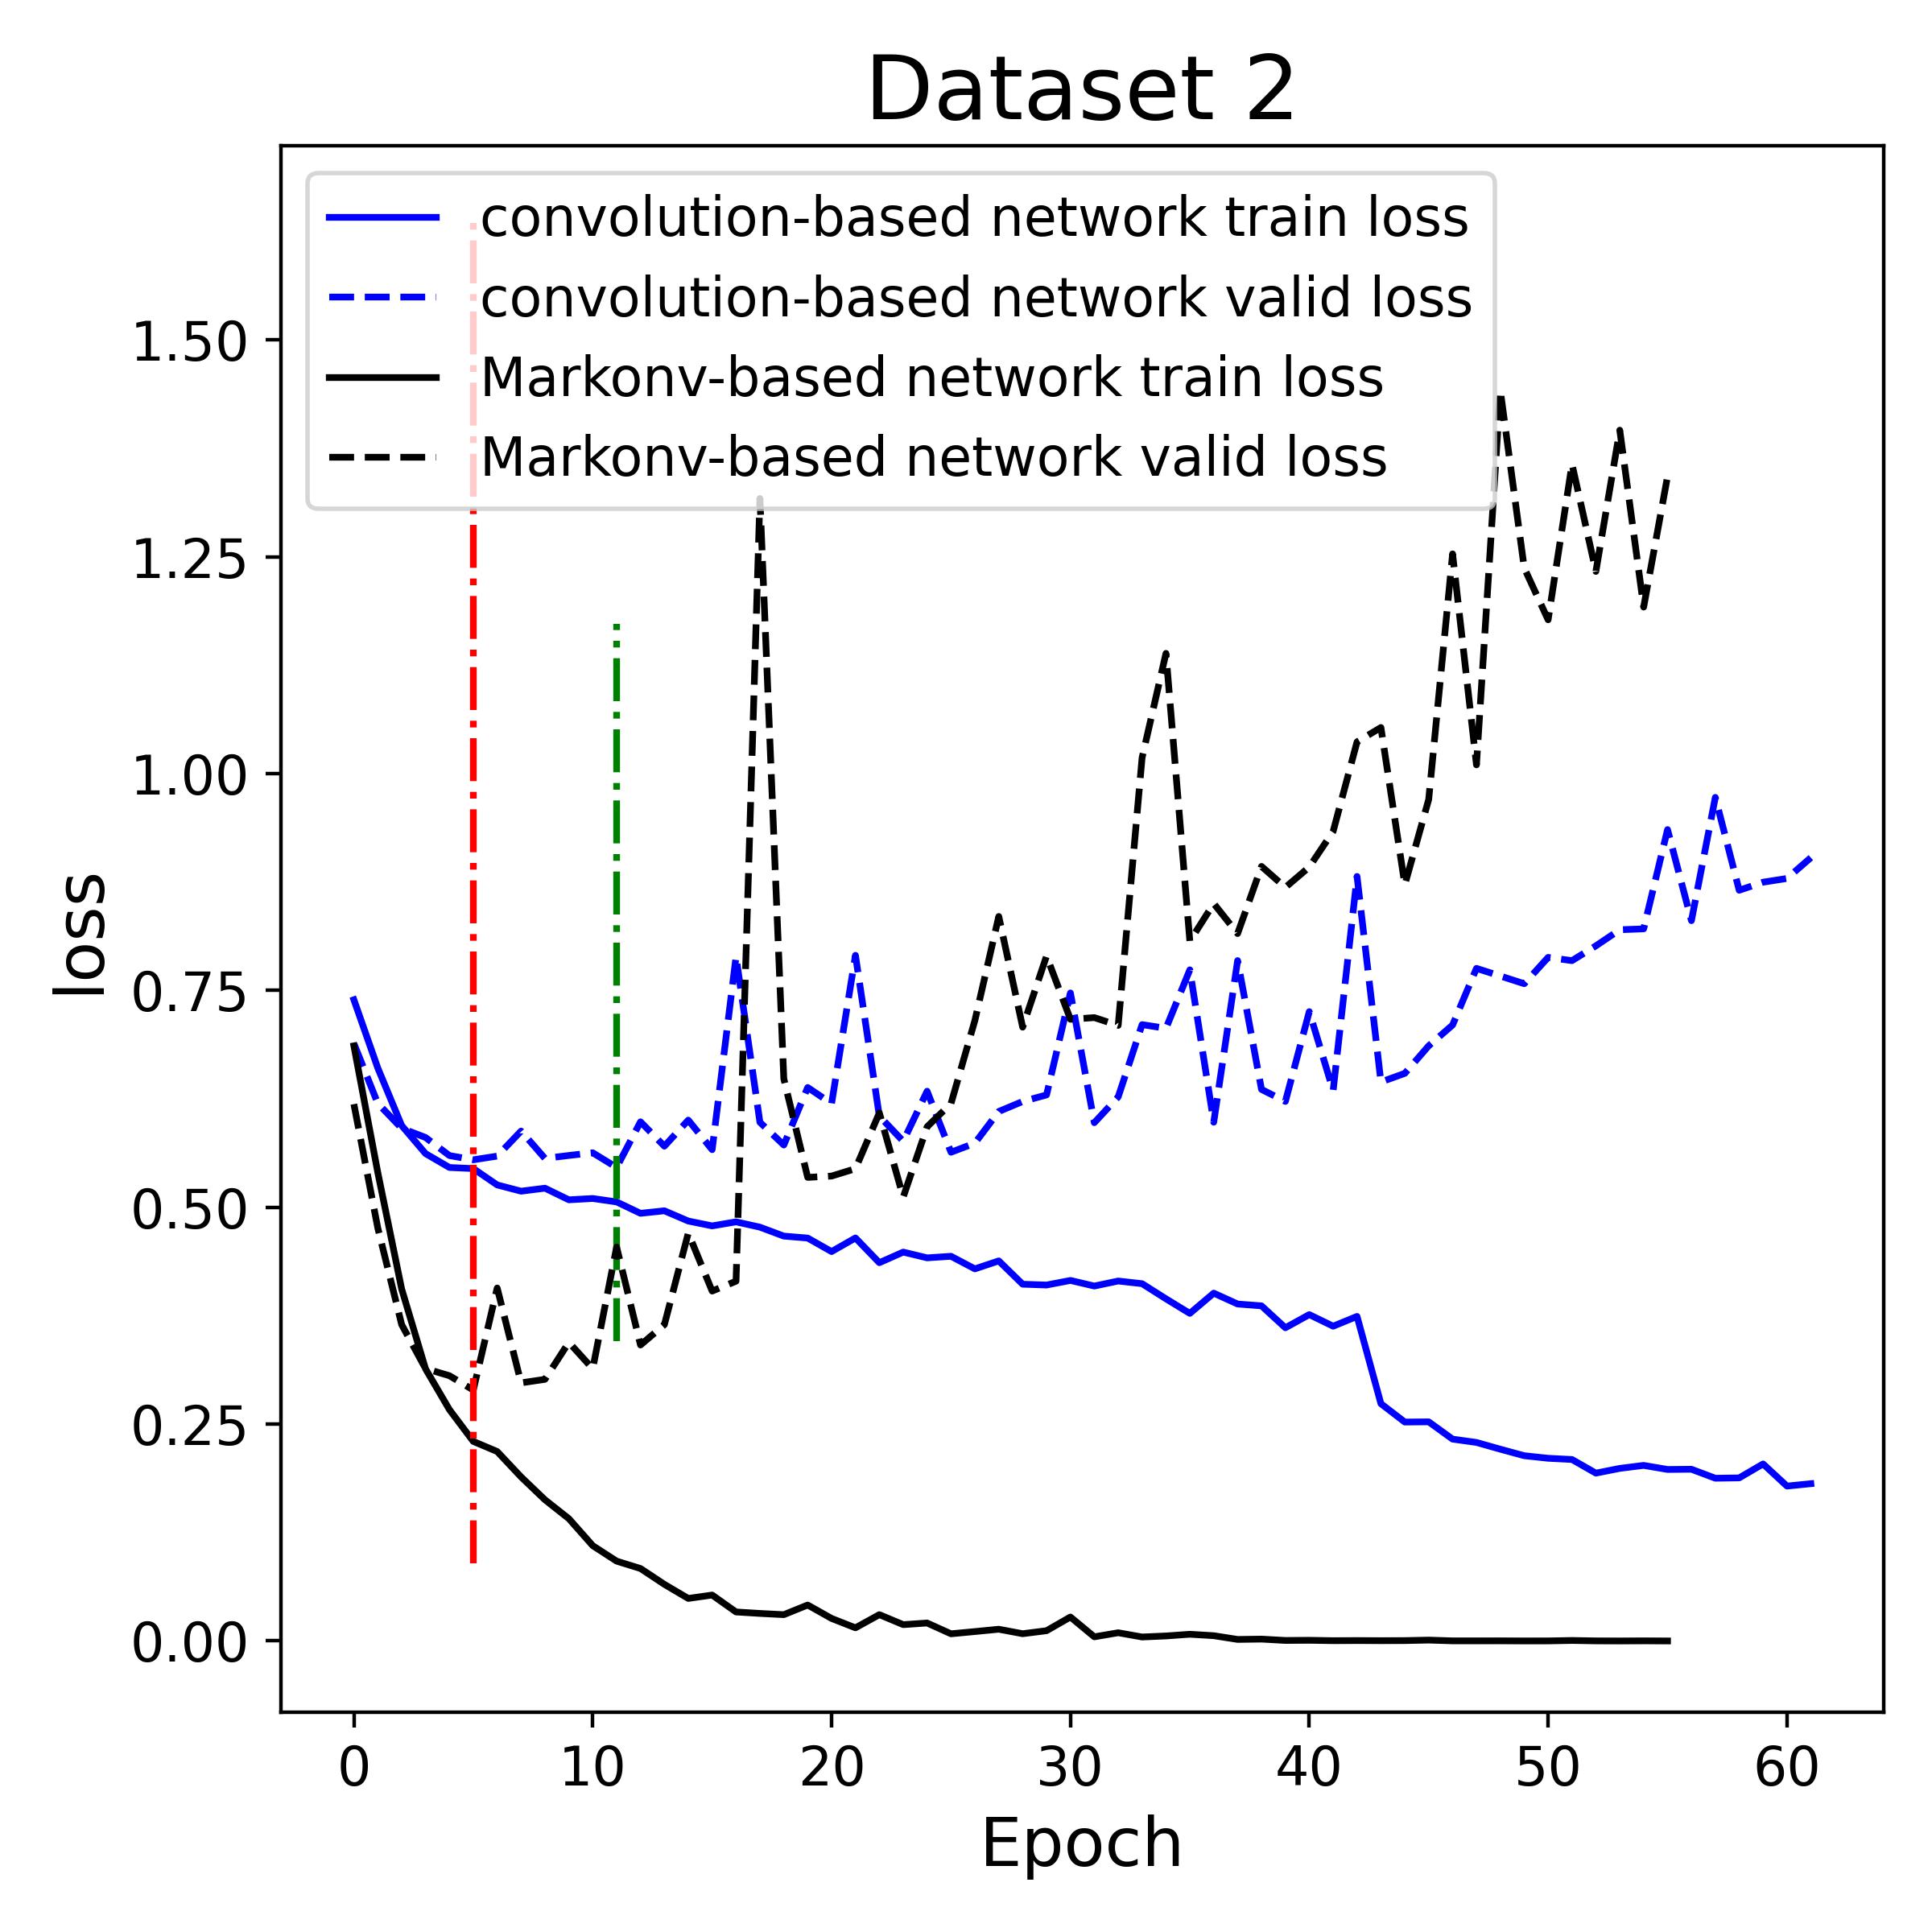 Dataset 2
convolution-based network train loss
convolution-based network valid loss
Markonv-based network train loss
Markonv-based network valid loss
loss
1.50
1.25
1.00
0.75
0.50
0.25
0.00
0 10 20 30 40 50 60
Epoch